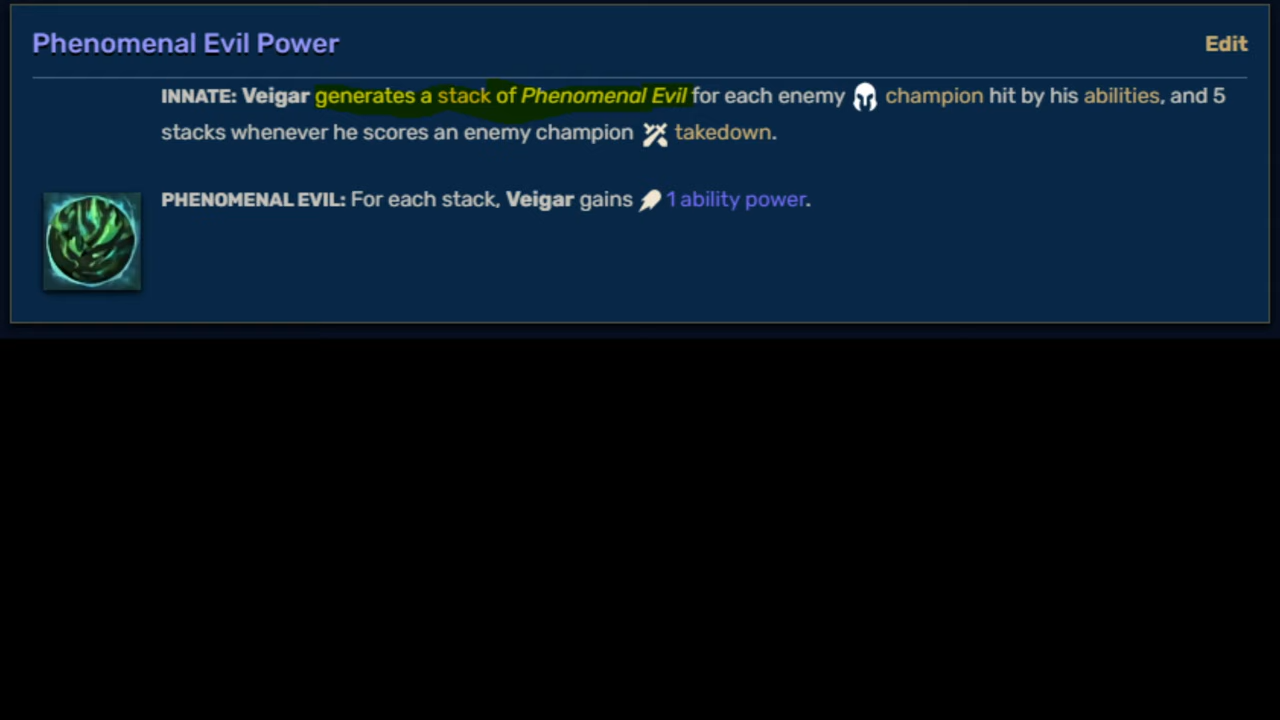 Phenomenal Evil Power
Edit
INNATE: Veigar generates a stack of Phenomenal Evil for each enemy champion hit by his abilities, and 5
stacks whenever he scores an enemy champion takedown.
PHENOMENAL EVIL: For each stack, Veigar gains 1 ability power.